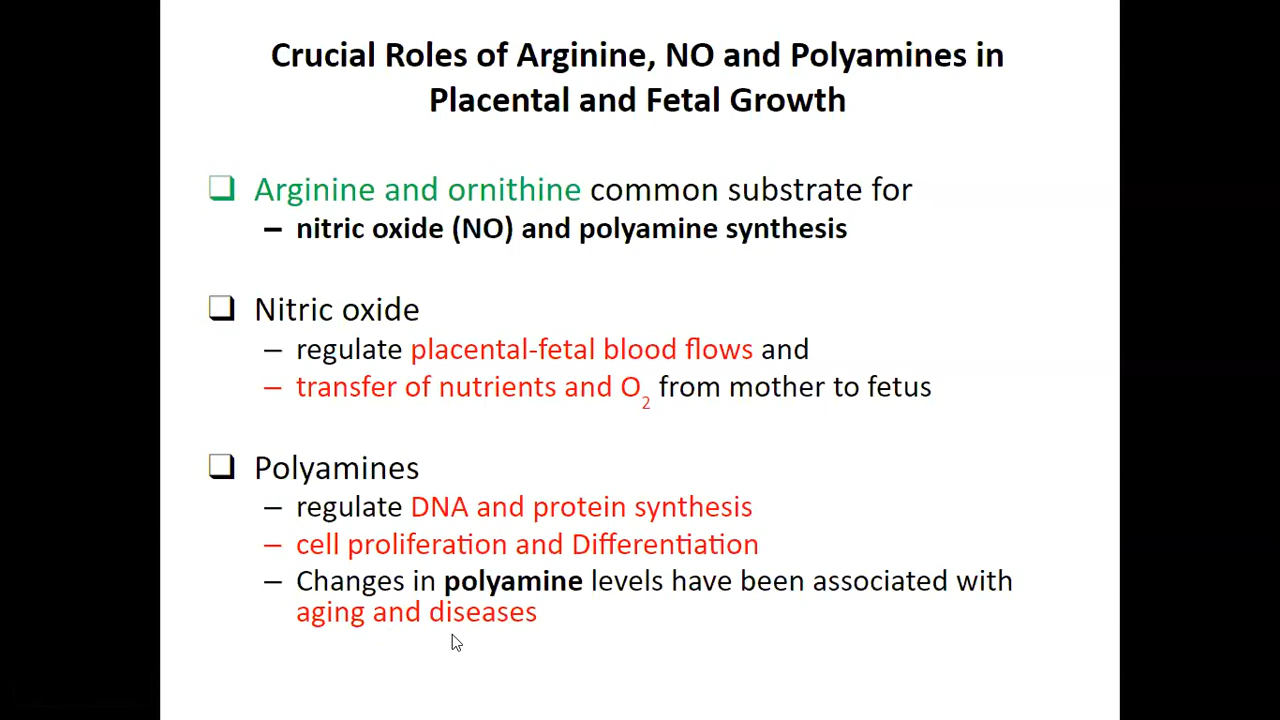 Crucial Roles of Arginine, NO and Polyamines in
Placental and Fetal Growth
❑ Arginine and ornithine common substrate for
– nitric oxide (NO) and polyamine synthesis
❑ Nitric oxide
– regulate placental-fetal blood flows and
– transfer of nutrients and O₂ from mother to fetus
❑ Polyamines
– regulate DNA and protein synthesis
– cell proliferation and Differentiation
– Changes in polyamine levels have been associated with
aging and diseases